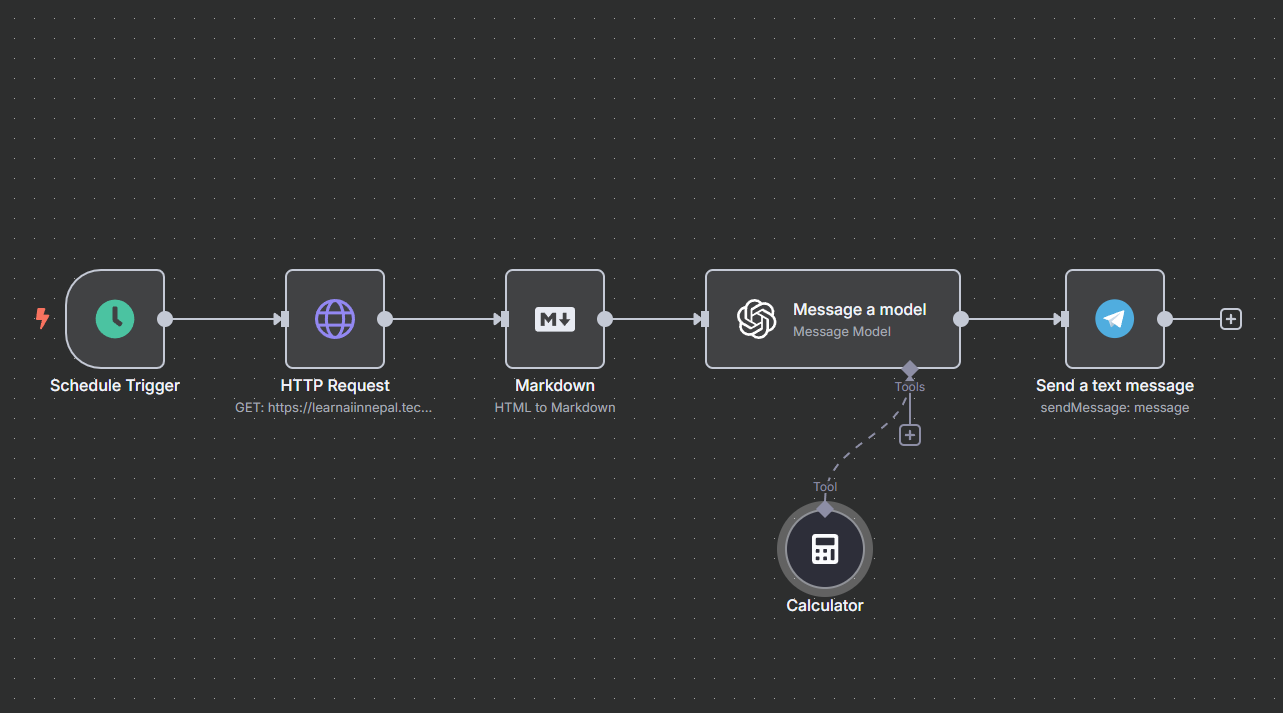 Message a model
Message Model
M
Schedule Trigger
HTTP Request
GET: https://learnaiinnepal.tec...
Markdown
HTML to Markdown
Tools
Send a text message
sendMessage: message
Tool
Calculator